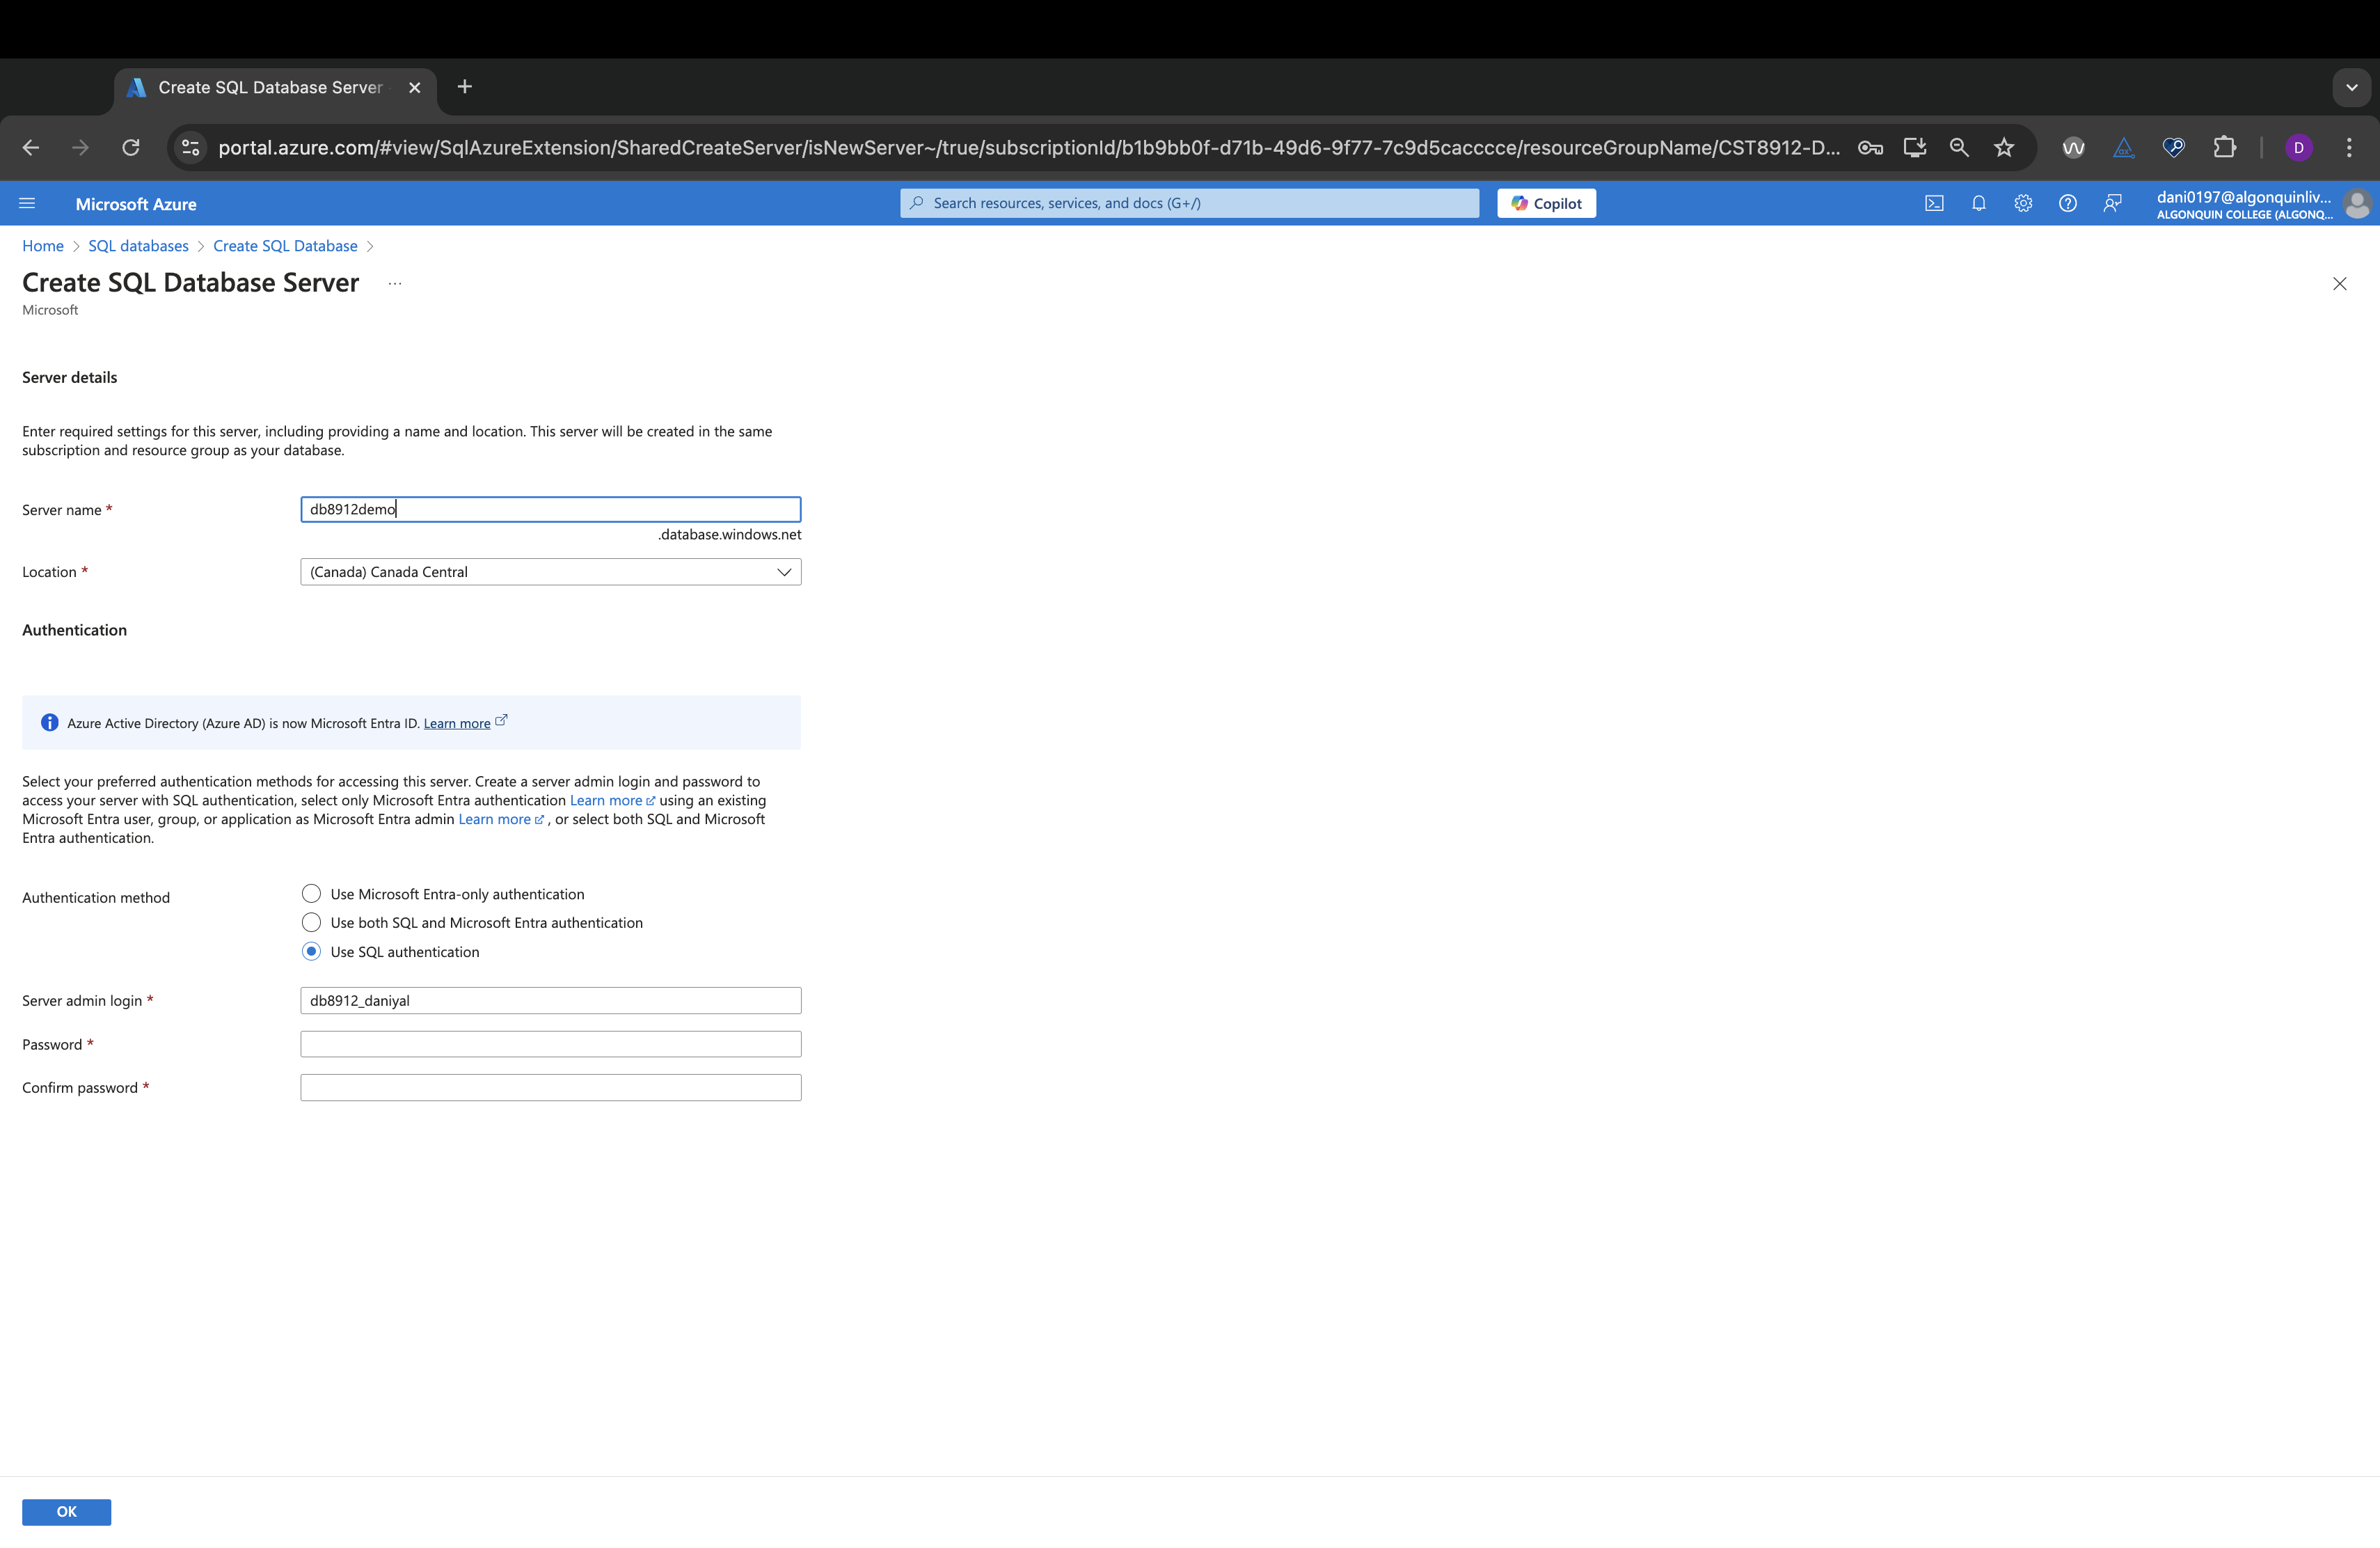 Create SQL Database Server
portal.azure.com/#view/SqlAzureExtension/SharedCreateServer/isNewServer~/true/subscriptionId/b1b9bb0f-d71b-49d6-9f77-7c9d5cacccce/resourceGroupName/CST8912-D...
D
Microsoft Azure
Search resources, services, and docs (G+/)
Copilot
dani0197@algonquinliv...
ALGONQUIN COLLEGE (ALGONQ...
Home > SQL databases > Create SQL Database >
Create SQL Database Server ...
Microsoft
Server details
Enter required settings for this server, including providing a name and location. This server will be created in the same
subscription and resource group as your database.
Server name *
db8912demo
.database.windows.net
Location *
(Canada) Canada Central
Authentication
Azure Active Directory (Azure AD) is now Microsoft Entra ID. Learn more
Select your preferred authentication methods for accessing this server. Create a server admin login and password to
access your server with SQL authentication, select only Microsoft Entra authentication Learn more using an existing
Microsoft Entra user, group, or application as Microsoft Entra admin Learn more , or select both SQL and Microsoft
Entra authentication.
Authentication method
Use Microsoft Entra-only authentication
Use both SQL and Microsoft Entra authentication
Use SQL authentication
Server admin login *
db8912_daniyal
Password *
Confirm password *
OK